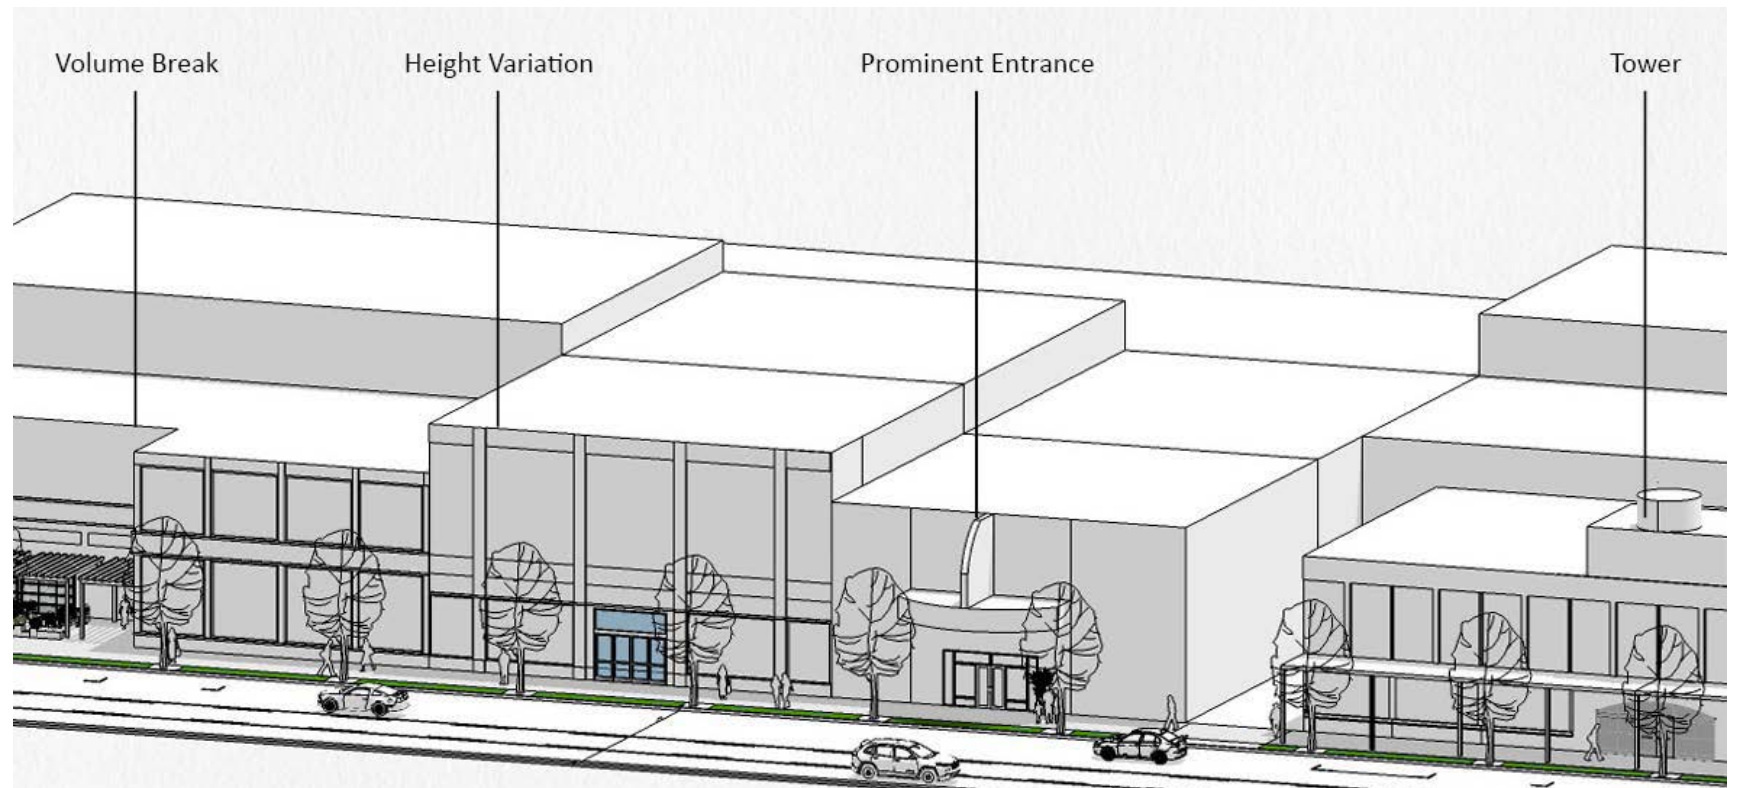 Volume Break
Height Variation
Prominent Entrance
Tower